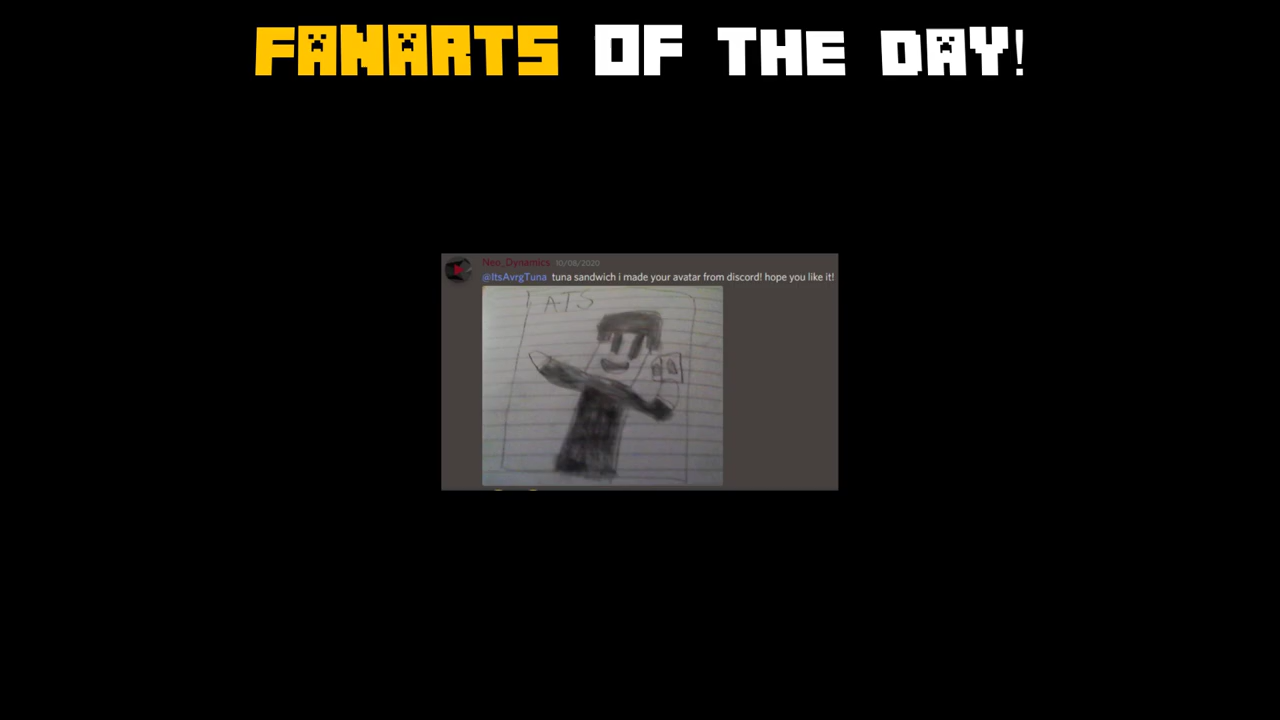 FANARTS OF THE DAY!
Neo_Dynamics 10/08/2020
@ItsAvrgTuna tuna sandwich i made your avatar from discord! hope you like it!
ATS